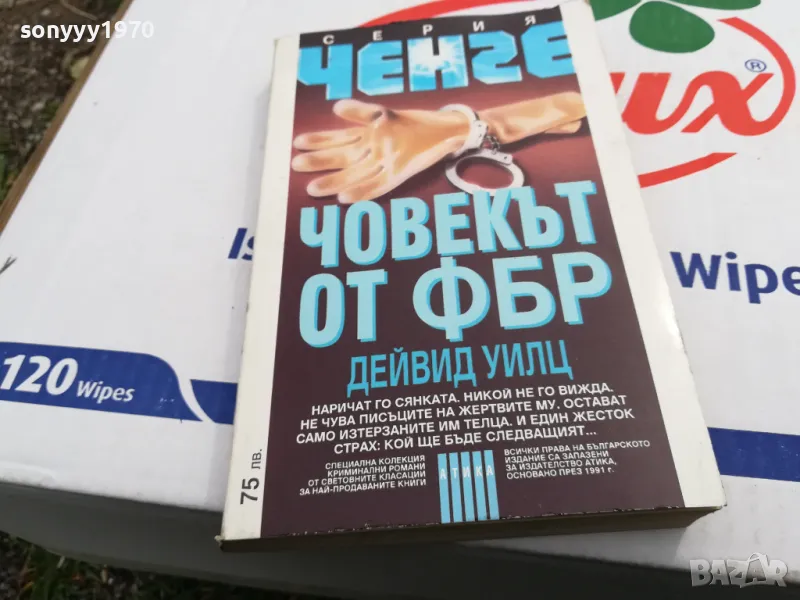 sonyyy1970
СЕРИЯ
ЧЕНГЕ
ЧОВЕКЪТ
ОТ ФБР
ДЕЙВИД УИЛЦ
НАРИЧАТ ГО СЯНКАТА. НИКОЙ НЕ ГО ВИЖДА.
НЕ ЧУВА ПИСЪЦИТЕ НА ЖЕРТВИТЕ МУ. ОСТАВАТ
САМО ИЗТЕРЗАНИТЕ ИМ ТЕЛЦА. И ЕДИН ЖЕСТОК
СТРАХ: КОЙ ЩЕ БЪДЕ СЛЕДВАЩИЯТ...
СПЕЦИАЛНА КОЛЕКЦИЯ
КРИМИНАЛНИ РОМАНИ
ОТ СВЕТОВНИТЕ КЛАСАЦИИ
ЗА НАЙ-ПРОДАВАНИТЕ КНИГИ
АТИКА
ВСИЧКИ ПРАВА НА БЪЛГАРСКОТО
ИЗДАНИЕ СА ЗАПАЗЕНИ
ЗА ИЗДАТЕЛСТВО АТИКА,
ОСНОВАНО ПРЕЗ 1991 г.
75 ЛВ.
120 Wipes
Wipe
®
BAZAR